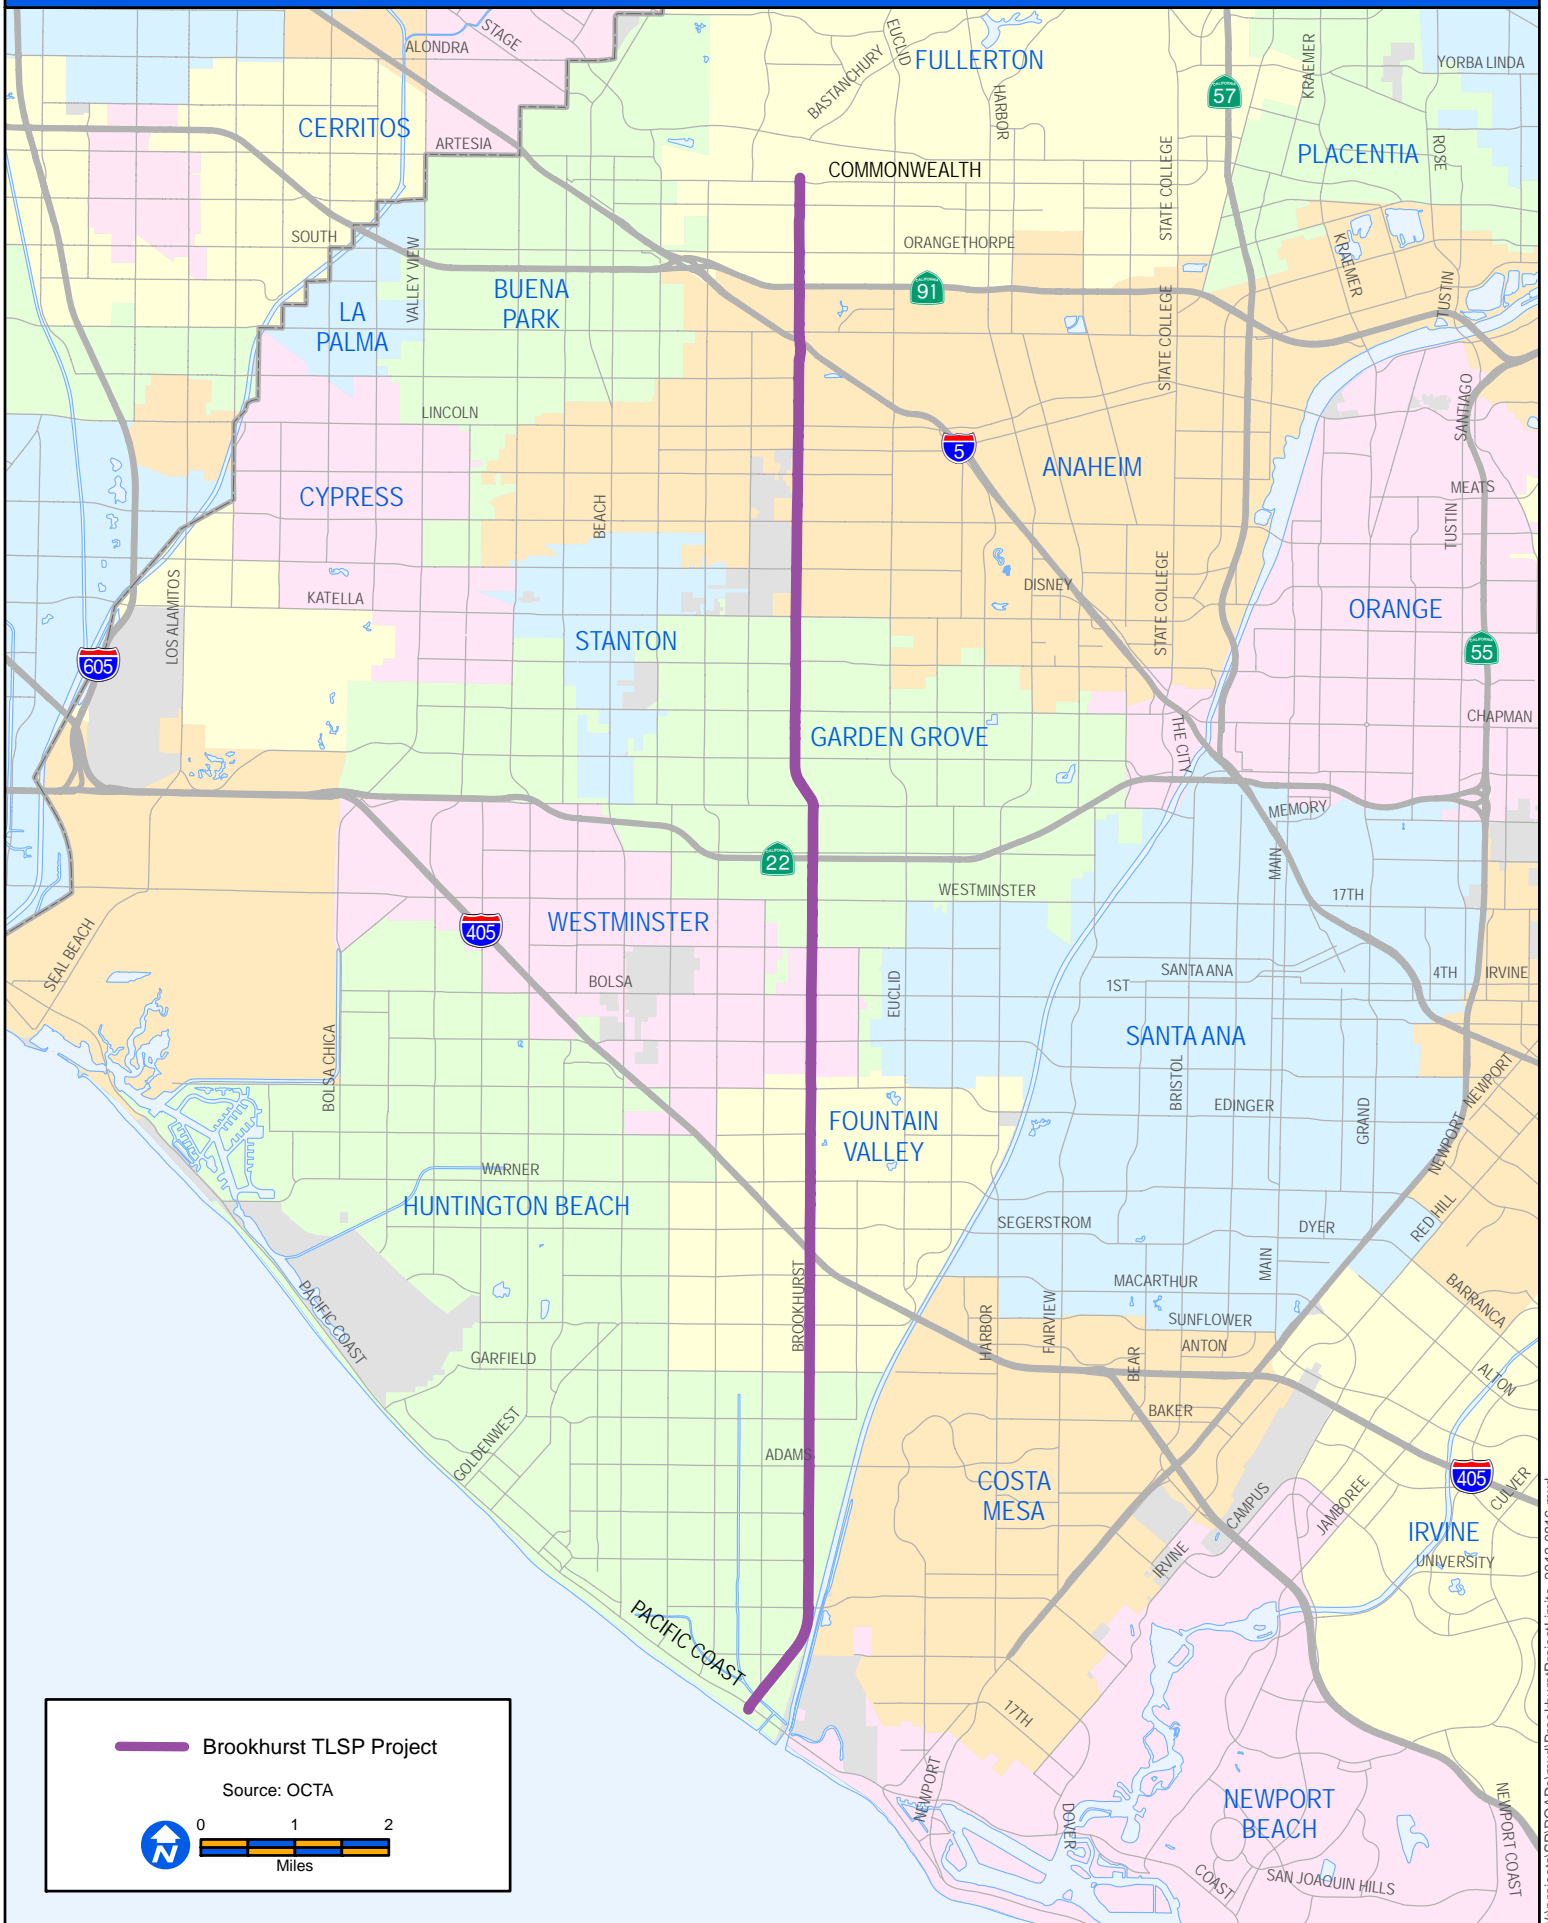 STAGE
ALONDRA
EUCLID
FULLERTON
BASTANCHURY
HARBOR
CALIFORNIA
57
KRAEMER
YORBA LINDA
CERRITOS
ARTESIA
PLACENTIA
ROSE
COMMONWEALTH
STATE COLLEGE
SOUTH
VALLEY VIEW
ORANGETHORPE
KRAEMER
TUSTIN
BUENA
PARK
CALIFORNIA
91
LA
PALMA
STATE COLLEGE
LINCOLN
SANTIAGO
5
ANAHEIM
CYPRESS
BEACH
MEATS
TUSTIN
LOS ALAMITOS
KATELLA
DISNEY
STATE COLLEGE
ORANGE
STANTON
605
CALIFORNIA
55
GARDEN GROVE
THE CITY
CHAPMAN
MEMORY
CALIFORNIA
22
MAIN
WESTMINSTER
17TH
WESTMINSTER
405
SEAL BEACH
BOLSA
EUCLID
SANTA ANA
1ST
4TH
IRVINE
SANTA ANA
BOLSA CHICA
BRISTOL
EDINGER
GRAND
NEWPORT
NEWPORT
FOUNTAIN
VALLEY
WARNER
HUNTINGTON BEACH
SEGERSTROM
DYER
RED HILL
MAIN
MACARTHUR
BARRANCA
PACIFIC COAST
BROOKHURST
HARBOR
FAIRVIEW
SUNFLOWER
ANTON
BEAR
GARFIELD
ALTON
BAKER
GOLDENWEST
ADAMS
COSTA
MESA
405
CULVER
CAMPUS
JAMBOREE
IRVINE
UNIVERSITY
IRVINE
PACIFIC COAST
17TH
NEWPORT
DOVER
NEWPORT
BEACH
NEWPORT COAST
COAST
SAN JOAQUIN HILLS
Brookhurst TLSP Project
Source: OCTA
0 1 2
N
Miles